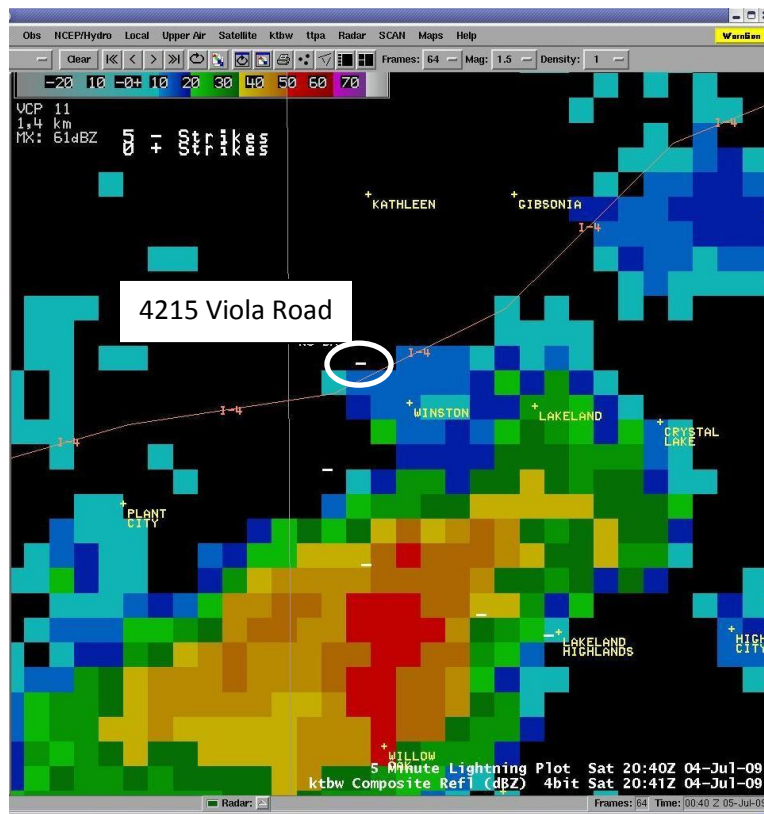 Obs NCEP/Hydro Local Upper Air Satellite ktbw ttpa Radar SCAN Maps Help
Clear Frames: 64 Mag: 1.5 Density: 1
-20 10 -0+ 10 20 30 40 50 60 70
VCP 11
1,4 km
MX: 61dBZ
5 - Strikes
0 + Strikes
I-4
KATHLEEN
GIBSONIA
I-4
4215 Viola Road
I-4
WINSTON
LAKELAND
I-4
CRYSTAL
LAKE
I-4
PLANT
CITY
LAKELAND
HIGHLANDS
HIGH
CITY
WILLOW
OAK
5 Minute Lightning Plot Sat 20:40Z 04-Jul-09
ktbw Composite Refl (dBZ) 4bit Sat 20:41Z 04-Jul-09
Radar:
Frames: 64 Time: 00:40 Z 05-Jul-09